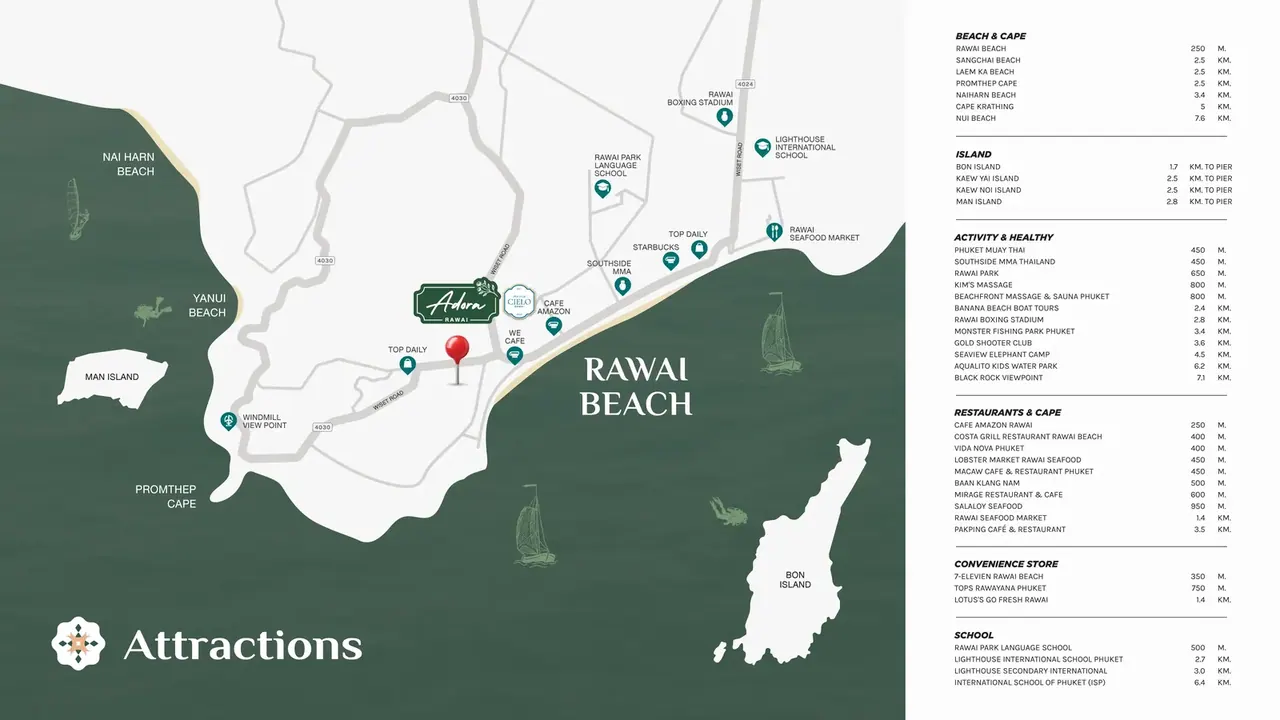 4030
4024
RAWAI
BOXING STADIUM
LIGHTHOUSE
INTERNATIONAL
SCHOOL
WISET ROAD
NAI HARN
BEACH
RAWAI PARK
LANGUAGE
SCHOOL
RAWAI
SEAFOOD MARKET
TOP DAILY
STARBUCKS
4030
WISET ROAD
SOUTHSIDE
MMA
YANUI
BEACH
Adora
RAWAI
CIELO
CAFE
AMAZON
WE
CAFE
TOP DAILY
RAWAI
BEACH
MAN ISLAND
WISET ROAD
WINDMILL
VIEW POINT
4030
PROMTHEP
CAPE
BON
ISLAND
Attractions
BEACH & CAPE
RAWAI BEACH 250 M.
SANGCHAI BEACH 2.5 KM.
LAEM KA BEACH 2.5 KM.
PROMTHEP CAPE 2.5 KM.
NAIHARN BEACH 3.4 KM.
CAPE KRATHING 5 KM.
NUI BEACH 7.6 KM.
ISLAND
BON ISLAND 1.7 KM. TO PIER
KAEW YAI ISLAND 2.5 KM. TO PIER
KAEW NOI ISLAND 2.5 KM. TO PIER
MAN ISLAND 2.8 KM. TO PIER
ACTIVITY & HEALTHY
PHUKET MUAY THAI 450 M.
SOUTHSIDE MMA THAILAND 450 M.
RAWAI PARK 650 M.
KIM'S MASSAGE 800 M.
BEACHFRONT MASSAGE & SAUNA PHUKET 800 M.
BANANA BEACH BOAT TOURS 2.4 KM.
RAWAI BOXING STADIUM 2.8 KM.
MONSTER FISHING PARK PHUKET 3.4 KM.
GOLD SHOOTER CLUB 3.6 KM.
SEAVIEW ELEPHANT CAMP 4.5 KM.
AQUALITO KIDS WATER PARK 6.2 KM.
BLACK ROCK VIEWPOINT 7.1 KM.
RESTAURANTS & CAPE
CAFE AMAZON RAWAI 250 M.
COSTA GRILL RESTAURANT RAWAI BEACH 400 M.
VIDA NOVA PHUKET 400 M.
LOBSTER MARKET RAWAI SEAFOOD 450 M.
MACAW CAFE & RESTAURANT PHUKET 450 M.
BAAN KLANG NAM 500 M.
MIRAGE RESTAURANT & CAFE 600 M.
SALALOY SEAFOOD 950 M.
RAWAI SEAFOOD MARKET 1.4 KM.
PAKPING CAFÉ & RESTAURANT 3.5 KM.
CONVENIENCE STORE
7-ELEVIEN RAWAI BEACH 350 M.
TOPS RAWAYANA PHUKET 750 M.
LOTUS'S GO FRESH RAWAI 1.4 KM.
SCHOOL
RAWAI PARK LANGUAGE SCHOOL 500 M.
LIGHTHOUSE INTERNATIONAL SCHOOL PHUKET 2.7 KM.
LIGHTHOUSE SECONDARY INTERNATIONAL 3.0 KM.
INTERNATIONAL SCHOOL OF PHUKET (ISP) 6.4 KM.